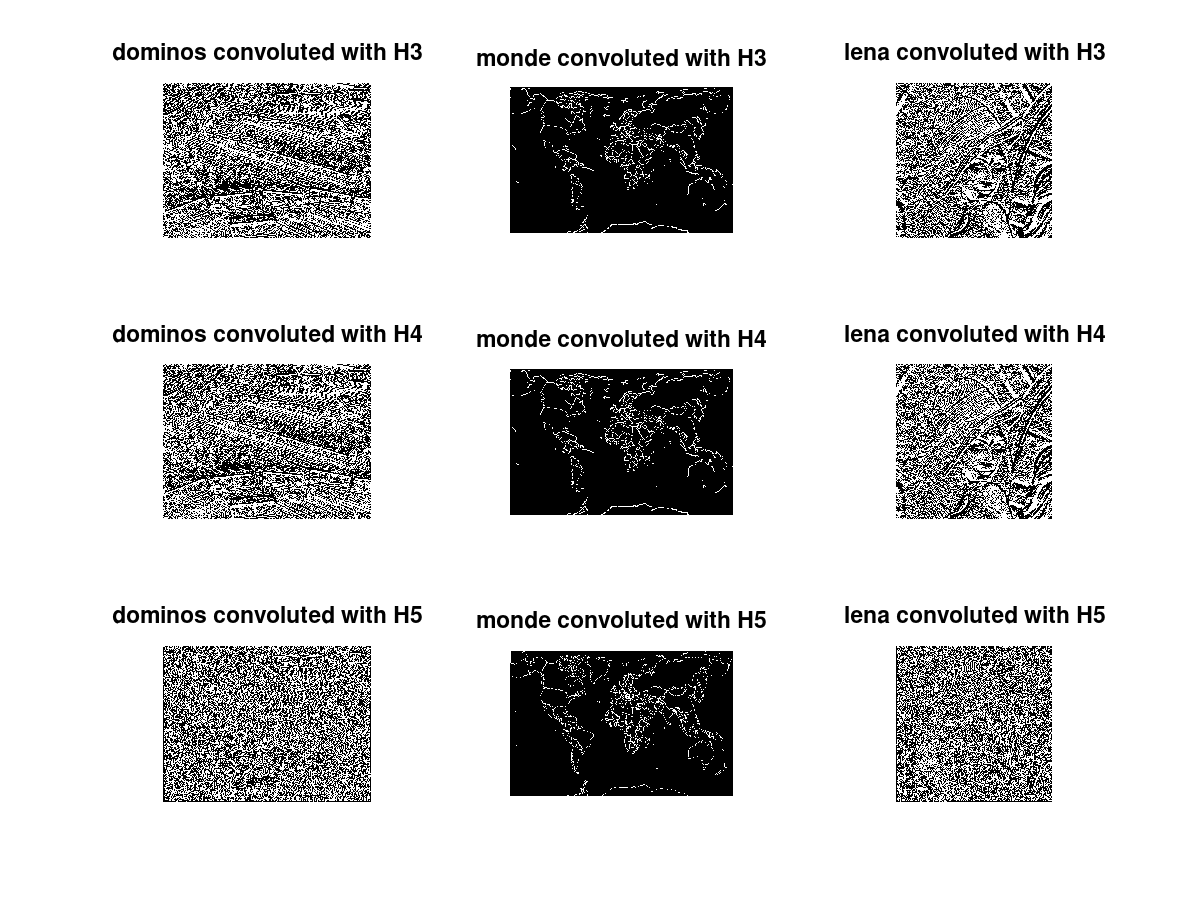 dominos convoluted with H3
monde convoluted with H3
lena convoluted with H3
dominos convoluted with H4
monde convoluted with H4
lena convoluted with H4
dominos convoluted with H5
monde convoluted with H5
lena convoluted with H5